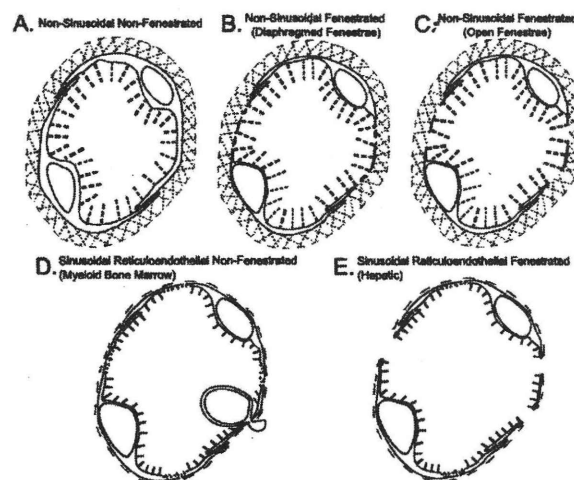 A. Non-Sinusoidal Non-Fenestrated
B. Non-Sinusoidal Fenestrated
(Diaphragmed Fenestrae)
C. Non-Sinusoidal Fenestrated
(Open Fenestrae)
D. Sinusoidal Reticuloendothelial Non-Fenestrated
(Myeloid Bone Marrow)
E. Sinusoidal Reticuloendothelial Fenestrated
(Hepatic)